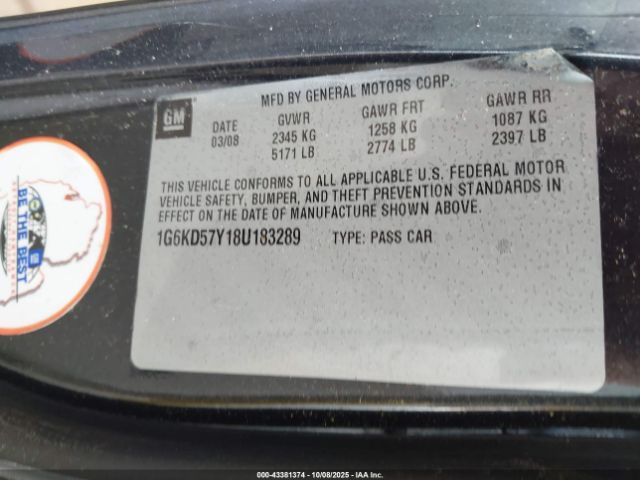 GM
MFD BY GENERAL MOTORS CORP.
DATE GVWR GAWR FRT GAWR RR
03/08 2345 KG 1258 KG 1087 KG
5171 LB 2774 LB 2397 LB
THIS VEHICLE CONFORMS TO ALL APPLICABLE U.S. FEDERAL MOTOR
VEHICLE SAFETY, BUMPER, AND THEFT PREVENTION STANDARDS IN
EFFECT ON THE DATE OF MANUFACTURE SHOWN ABOVE.
1G6KD57Y18U183289 TYPE: PASS CAR
BE THE BEST
000-43381374 | 10/08/2025 | IAA Inc.